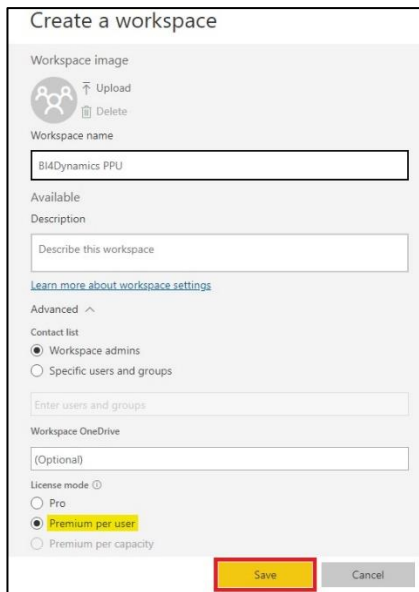 Create a workspace
Workspace image
Upload
Delete
Workspace name
BI4Dynamics PPU
Available
Description
Describe this workspace
Learn more about workspace settings
Advanced
Contact list
Workspace admins
Specific users and groups
Enter users and groups
Workspace OneDrive
(Optional)
License mode
Pro
Premium per user
Premium per capacity
Save Cancel